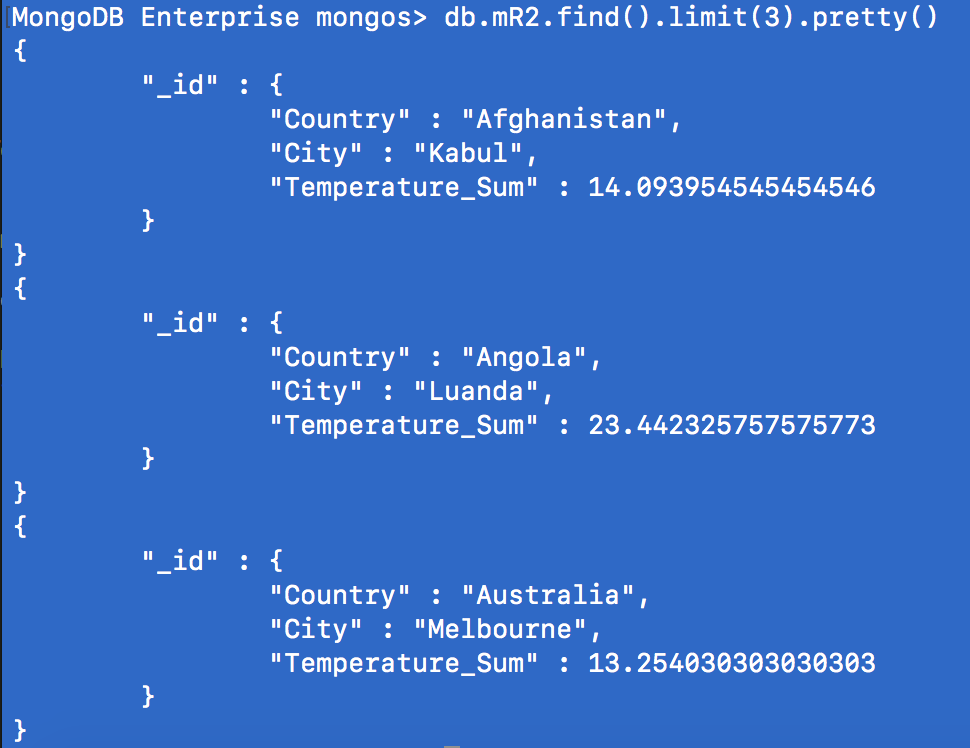 MongoDB Enterprise mongos> db.mR2.find().limit(3).pretty()
{
        "_id" : {
                "Country" : "Afghanistan",
                "City" : "Kabul",
                "Temperature_Sum" : 14.093954545454546
        }
}
{
        "_id" : {
                "Country" : "Angola",
                "City" : "Luanda",
                "Temperature_Sum" : 23.442325757575773
        }
}
{
        "_id" : {
                "Country" : "Australia",
                "City" : "Melbourne",
                "Temperature_Sum" : 13.254030303030303
        }
}